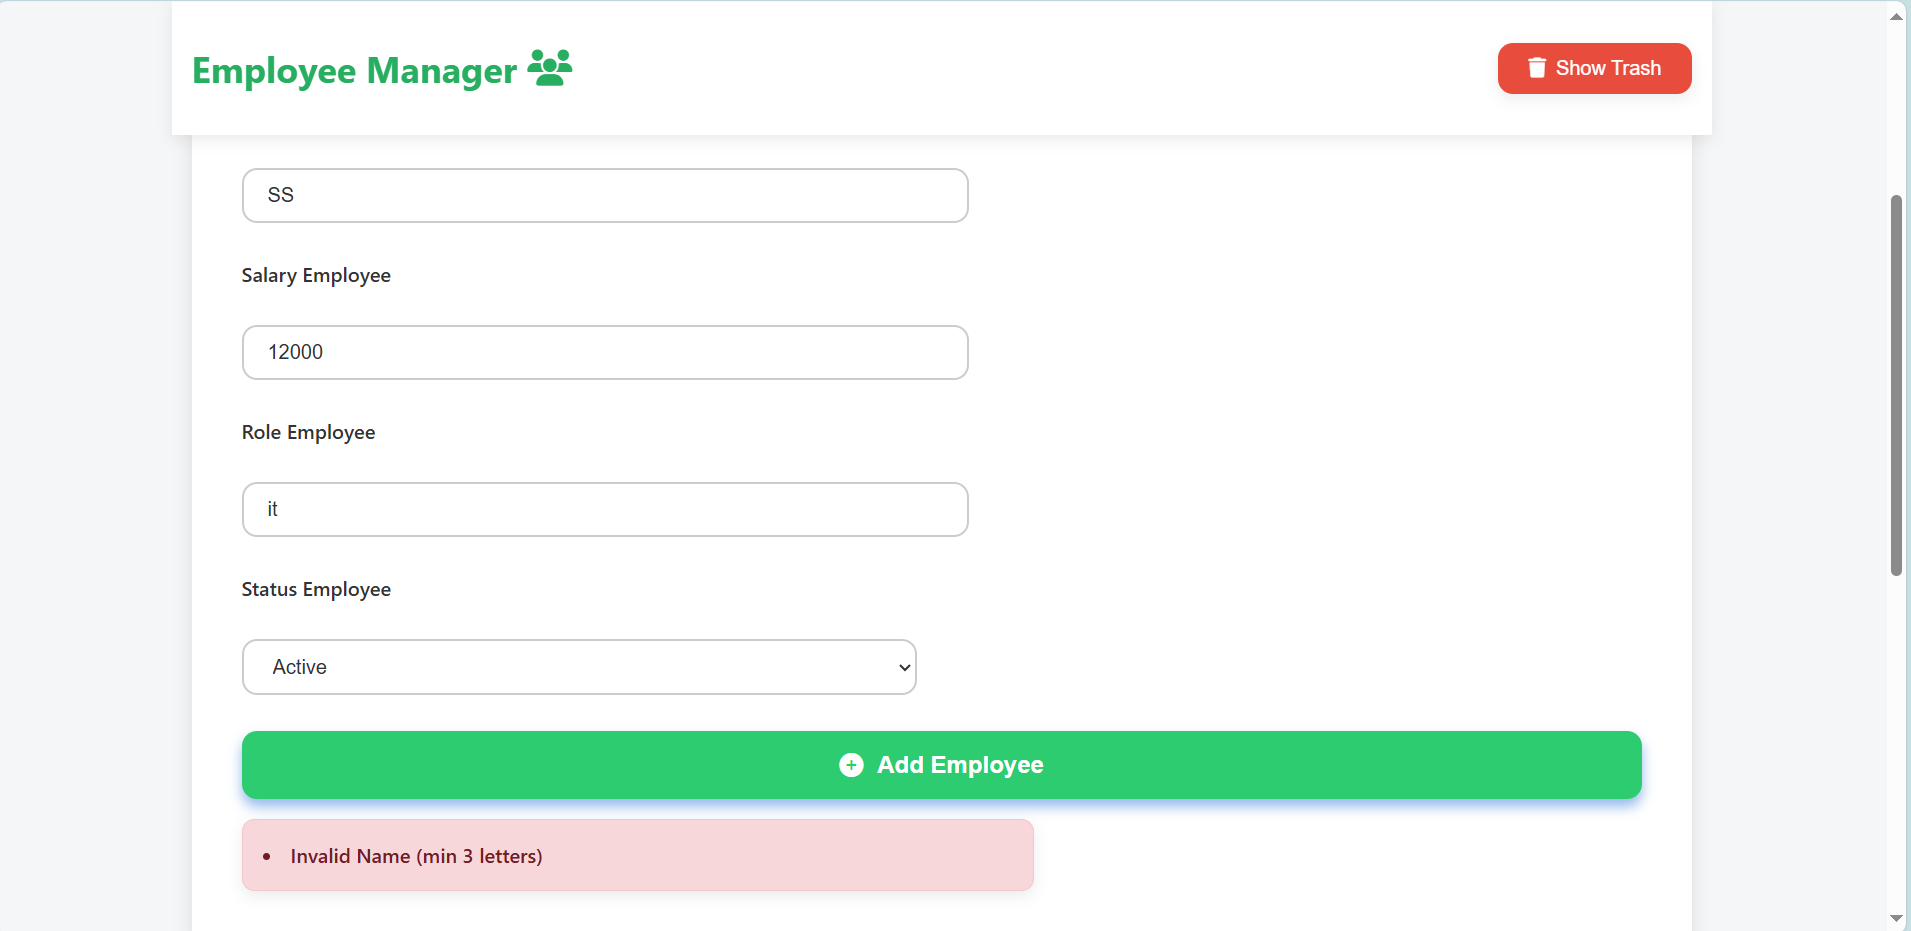 Employee Manager
Show Trash
SS
Salary Employee
12000
Role Employee
it
Status Employee
Active
Add Employee
• Invalid Name (min 3 letters)